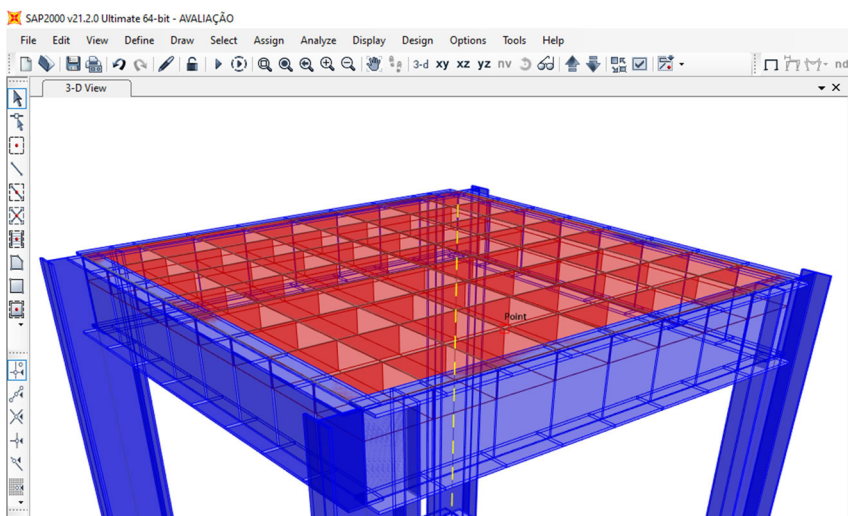 SAP2000 v21.2.0 Ultimate 64-bit - AVALIAÇÃO
File Edit View Define Draw Select Assign Analyze Display Design Options Tools Help
3-d xy xz yz nv nd
3-D View
Point